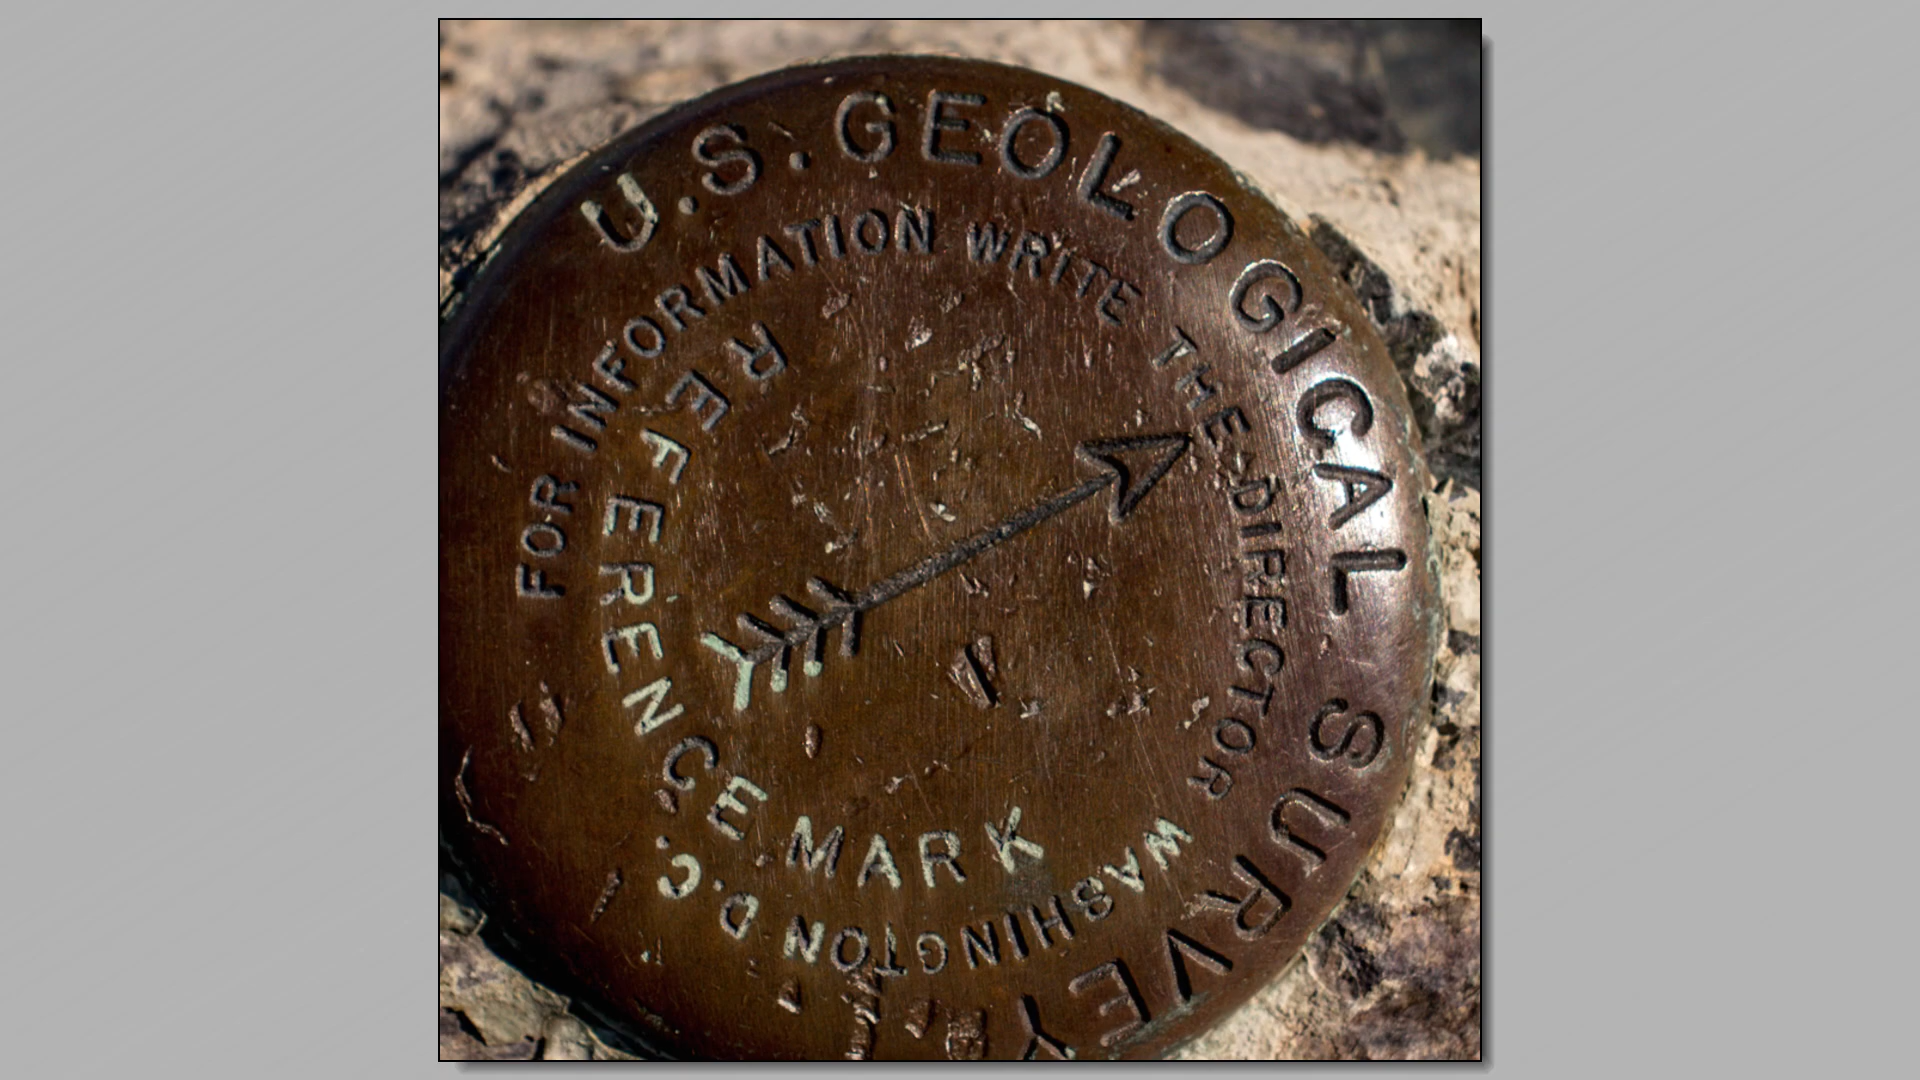 U.S. GEOLOGICAL SURVEY
FOR INFORMATION WRITE THE DIRECTOR
WASHINGTON D.C.
REFERENCE MARK